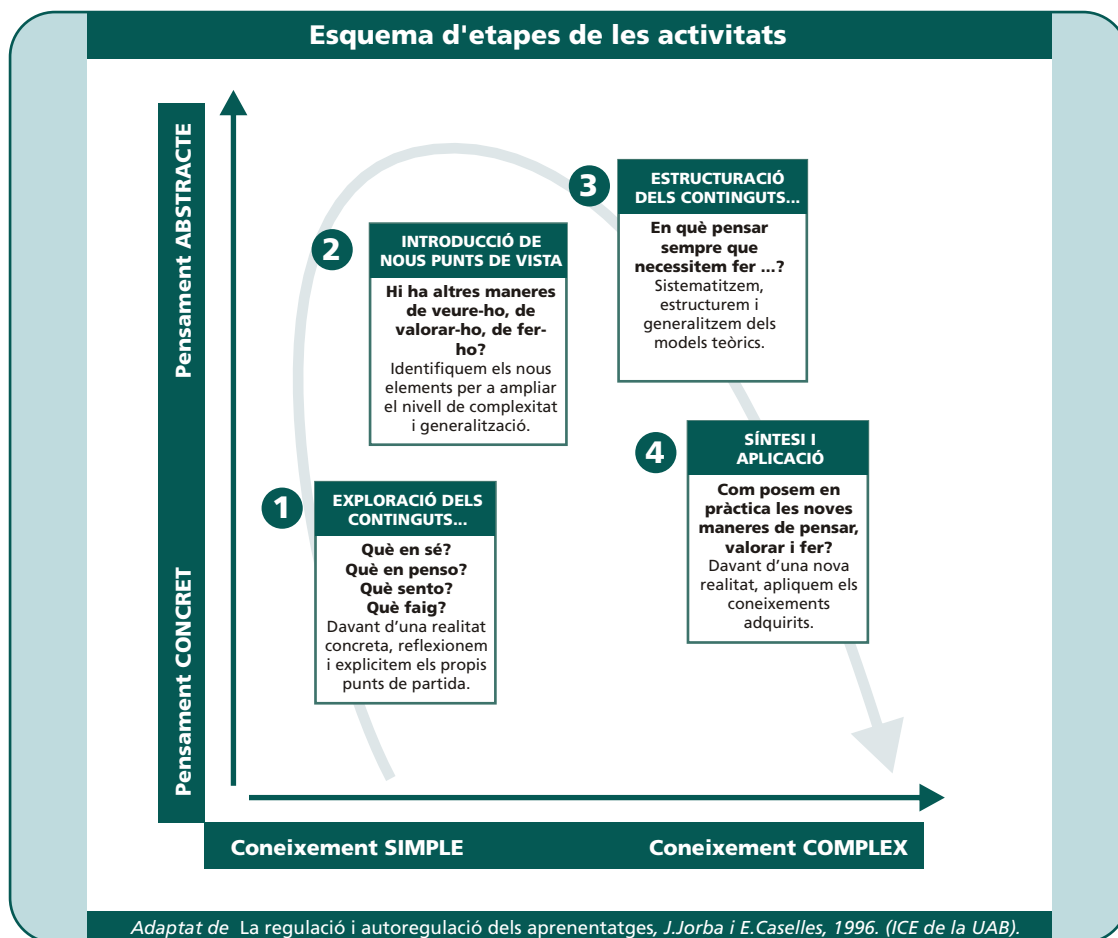 Esquema d'etapes de les activitats
Pensament ABSTRACTE
Pensament CONCRET
1
EXPLORACIÓ DELS
CONTINGUTS...
Què en sé?
Què en penso?
Què sento?
Què faig?
Davant d’una realitat
concreta, reflexionem
i explicitem els propis
punts de partida.
2
INTRODUCCIÓ DE
NOUS PUNTS DE VISTA
Hi ha altres maneres
de veure-ho, de
valorar-ho, de fer-
ho?
Identifiquem els nous
elements per a ampliar
el nivell de complexitat
i generalització.
3
ESTRUCTURACIÓ
DELS CONTINGUTS...
En què pensar
sempre que
necessitem fer ...?
Sistematitzem,
estructurem i
generalitzem dels
models teòrics.
4
SÍNTESI I
APLICACIÓ
Com posem en
pràctica les noves
maneres de pensar,
valorar i fer?
Davant d’una nova
realitat, apliquem els
coneixements
adquirits.
Coneixement SIMPLE
Coneixement COMPLEX
Adaptat de La regulació i autoregulació dels aprenentatges, J.Jorba i E.Caselles, 1996. (ICE de la UAB).